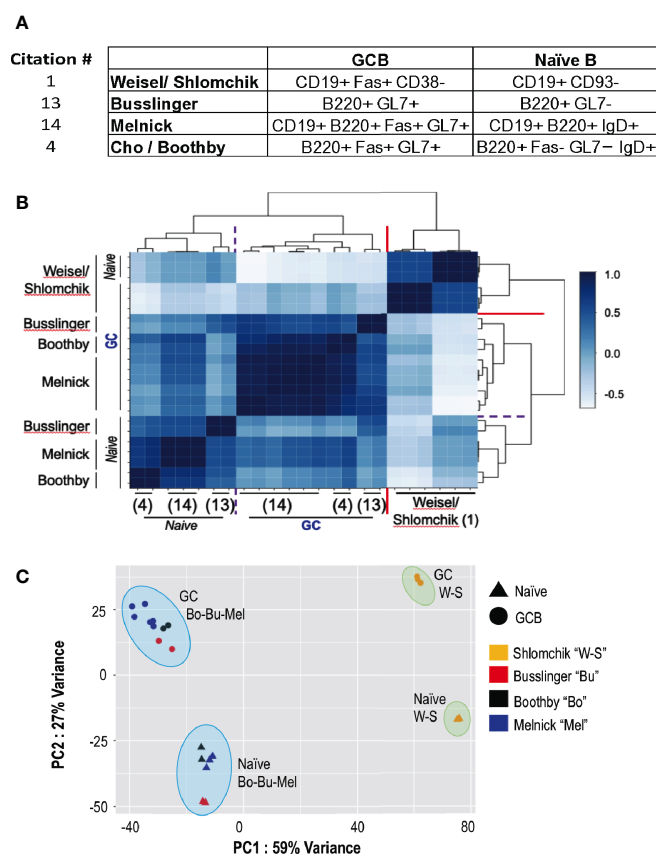 A
Citation #
GCB Naïve B
1 Weisel/ Shlomchik CD19+ Fas+ CD38- CD19+ CD93-
13 Busslinger B220+ GL7+ B220+ GL7-
14 Melnick CD19+ B220+ Fas+ GL7+ CD19+ B220+ IgD+
4 Cho / Boothby B220+ Fas+ GL7+ B220+ Fas- GL7− IgD+
B
Weisel/
Shlomchik
Naive
GC
Busslinger
Boothby
Melnick
Busslinger
Melnick
Boothby
Naive
1.0
0.5
0.0
-0.5
(4) (14) (13) (14) (4) (13) Weisel/
Naive GC Shlomchik (1)
C
GC
Bo-Bu-Mel
GC
W-S
Naïve
W-S
Naïve
Bo-Bu-Mel
25
0
-25
-50
PC2 : 27% Variance
-40 0 40 80
PC1 : 59% Variance
Naïve
GCB
Shlomchik “W-S”
Busslinger “Bu”
Boothby “Bo”
Melnick “Mel”